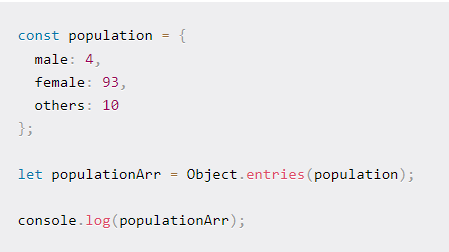 const population = {
  male: 4,
  female: 93,
  others: 10
};
let populationArr = Object.entries(population);
console.log(populationArr);